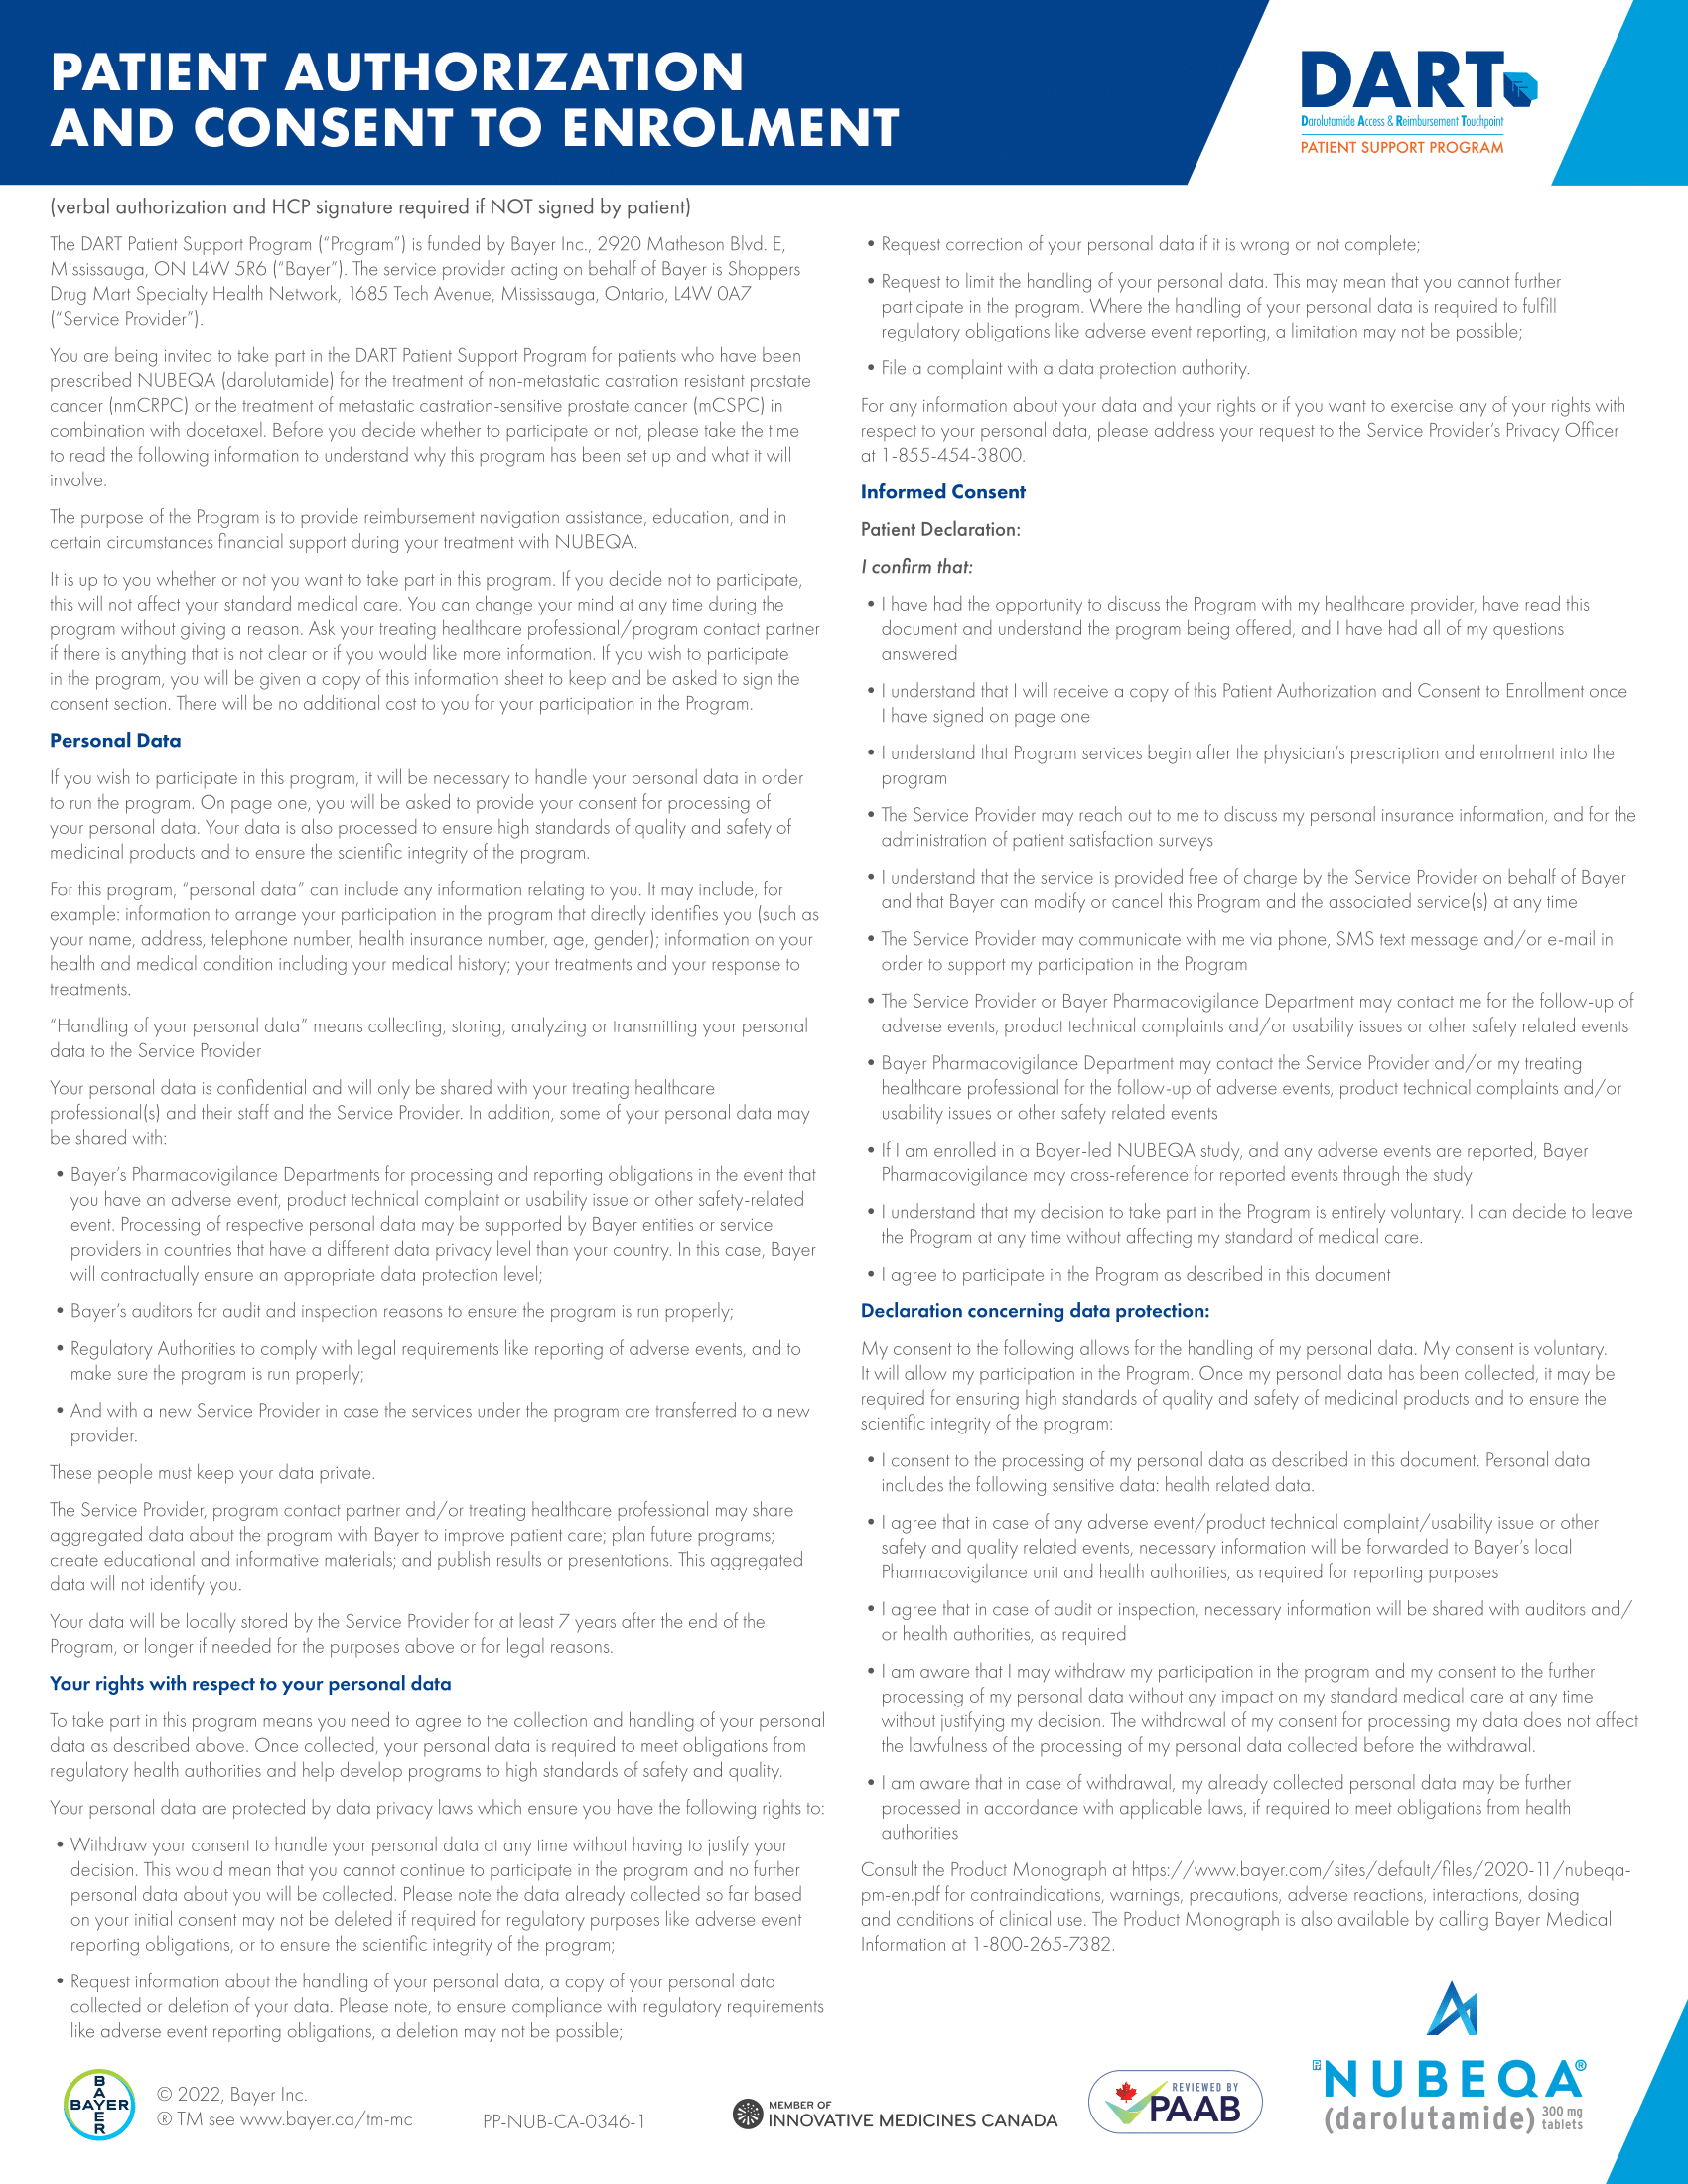 PATIENT AUTHORIZATION
AND CONSENT TO ENROLMENT
DART
Darolutamide Access & Reimbursement Touchpoint
PATIENT SUPPORT PROGRAM
(verbal authorization and HCP signature required if NOT signed by patient)
The DART Patient Support Program (“Program”) is funded by Bayer Inc., 2920 Matheson Blvd. E,
Mississauga, ON L4W 5R6 (“Bayer”). The service provider acting on behalf of Bayer is Shoppers
Drug Mart Specialty Health Network, 1685 Tech Avenue, Mississauga, Ontario, L4W 0A7
(“Service Provider”).
You are being invited to take part in the DART Patient Support Program for patients who have been
prescribed NUBEQA (darolutamide) for the treatment of non-metastatic castration resistant prostate
cancer (nmCRPC) or the treatment of metastatic castration-sensitive prostate cancer (mCSPC) in
combination with docetaxel. Before you decide whether to participate or not, please take the time
to read the following information to understand why this program has been set up and what it will
involve.
The purpose of the Program is to provide reimbursement navigation assistance, education, and in
certain circumstances financial support during your treatment with NUBEQA.
It is up to you whether or not you want to take part in this program. If you decide not to participate,
this will not affect your standard medical care. You can change your mind at any time during the
program without giving a reason. Ask your treating healthcare professional/program contact partner
if there is anything that is not clear or if you would like more information. If you wish to participate
in the program, you will be given a copy of this information sheet to keep and be asked to sign the
consent section. There will be no additional cost to you for your participation in the Program.
Personal Data
If you wish to participate in this program, it will be necessary to handle your personal data in order
to run the program. On page one, you will be asked to provide your consent for processing of
your personal data. Your data is also processed to ensure high standards of quality and safety of
medicinal products and to ensure the scientific integrity of the program.
For this program, “personal data” can include any information relating to you. It may include, for
example: information to arrange your participation in the program that directly identifies you (such as
your name, address, telephone number, health insurance number, age, gender); information on your
health and medical condition including your medical history; your treatments and your response to
treatments.
“Handling of your personal data” means collecting, storing, analyzing or transmitting your personal
data to the Service Provider
Your personal data is confidential and will only be shared with your treating healthcare
professional(s) and their staff and the Service Provider. In addition, some of your personal data may
be shared with:
• Bayer’s Pharmacovigilance Departments for processing and reporting obligations in the event that
you have an adverse event, product technical complaint or usability issue or other safety-related
event. Processing of respective personal data may be supported by Bayer entities or service
providers in countries that have a different data privacy level than your country. In this case, Bayer
will contractually ensure an appropriate data protection level;
• Bayer’s auditors for audit and inspection reasons to ensure the program is run properly;
• Regulatory Authorities to comply with legal requirements like reporting of adverse events, and to
make sure the program is run properly;
• And with a new Service Provider in case the services under the program are transferred to a new
provider.
These people must keep your data private.
The Service Provider, program contact partner and/or treating healthcare professional may share
aggregated data about the program with Bayer to improve patient care; plan future programs;
create educational and informative materials; and publish results or presentations. This aggregated
data will not identify you.
Your data will be locally stored by the Service Provider for at least 7 years after the end of the
Program, or longer if needed for the purposes above or for legal reasons.
Your rights with respect to your personal data
To take part in this program means you need to agree to the collection and handling of your personal
data as described above. Once collected, your personal data is required to meet obligations from
regulatory health authorities and help develop programs to high standards of safety and quality.
Your personal data are protected by data privacy laws which ensure you have the following rights to:
• Withdraw your consent to handle your personal data at any time without having to justify your
decision. This would mean that you cannot continue to participate in the program and no further
personal data about you will be collected. Please note the data already collected so far based
on your initial consent may not be deleted if required for regulatory purposes like adverse event
reporting obligations, or to ensure the scientific integrity of the program;
• Request information about the handling of your personal data, a copy of your personal data
collected or deletion of your data. Please note, to ensure compliance with regulatory requirements
like adverse event reporting obligations, a deletion may not be possible;
• Request correction of your personal data if it is wrong or not complete;
• Request to limit the handling of your personal data. This may mean that you cannot further
participate in the program. Where the handling of your personal data is required to fulfill
regulatory obligations like adverse event reporting, a limitation may not be possible;
• File a complaint with a data protection authority.
For any information about your data and your rights or if you want to exercise any of your rights with
respect to your personal data, please address your request to the Service Provider’s Privacy Officer
at 1-855-454-3800.
Informed Consent
Patient Declaration:
I confirm that:
• I have had the opportunity to discuss the Program with my healthcare provider, have read this
document and understand the program being offered, and I have had all of my questions
answered
• I understand that I will receive a copy of this Patient Authorization and Consent to Enrollment once
I have signed on page one
• I understand that Program services begin after the physician’s prescription and enrolment into the
program
• The Service Provider may reach out to me to discuss my personal insurance information, and for the
administration of patient satisfaction surveys
• I understand that the service is provided free of charge by the Service Provider on behalf of Bayer
and that Bayer can modify or cancel this Program and the associated service(s) at any time
• The Service Provider may communicate with me via phone, SMS text message and/or e-mail in
order to support my participation in the Program
• The Service Provider or Bayer Pharmacovigilance Department may contact me for the follow-up of
adverse events, product technical complaints and/or usability issues or other safety related events
• Bayer Pharmacovigilance Department may contact the Service Provider and/or my treating
healthcare professional for the follow-up of adverse events, product technical complaints and/or
usability issues or other safety related events
• If I am enrolled in a Bayer-led NUBEQA study, and any adverse events are reported, Bayer
Pharmacovigilance may cross-reference for reported events through the study
• I understand that my decision to take part in the Program is entirely voluntary. I can decide to leave
the Program at any time without affecting my standard of medical care.
• I agree to participate in the Program as described in this document
Declaration concerning data protection:
My consent to the following allows for the handling of my personal data. My consent is voluntary.
It will allow my participation in the Program. Once my personal data has been collected, it may be
required for ensuring high standards of quality and safety of medicinal products and to ensure the
scientific integrity of the program:
• I consent to the processing of my personal data as described in this document. Personal data
includes the following sensitive data: health related data.
• I agree that in case of any adverse event/product technical complaint/usability issue or other
safety and quality related events, necessary information will be forwarded to Bayer’s local
Pharmacovigilance unit and health authorities, as required for reporting purposes
• I agree that in case of audit or inspection, necessary information will be shared with auditors and/
or health authorities, as required
• I am aware that I may withdraw my participation in the program and my consent to the further
processing of my personal data without any impact on my standard medical care at any time
without justifying my decision. The withdrawal of my consent for processing my data does not affect
the lawfulness of the processing of my personal data collected before the withdrawal.
• I am aware that in case of withdrawal, my already collected personal data may be further
processed in accordance with applicable laws, if required to meet obligations from health
authorities
Consult the Product Monograph at https://www.bayer.com/sites/default/files/2020-11/nubeqa-
pm-en.pdf for contraindications, warnings, precautions, adverse reactions, interactions, dosing
and conditions of clinical use. The Product Monograph is also available by calling Bayer Medical
Information at 1-800-265-7382.
BAYER
© 2022, Bayer Inc.
® TM see www.bayer.ca/tm-mc
PP-NUB-CA-0346-1
MEMBER OF
INNOVATIVE MEDICINES CANADA
REVIEWED BY
PAAB
NUBEQA®
(darolutamide) 300 mg
tablets